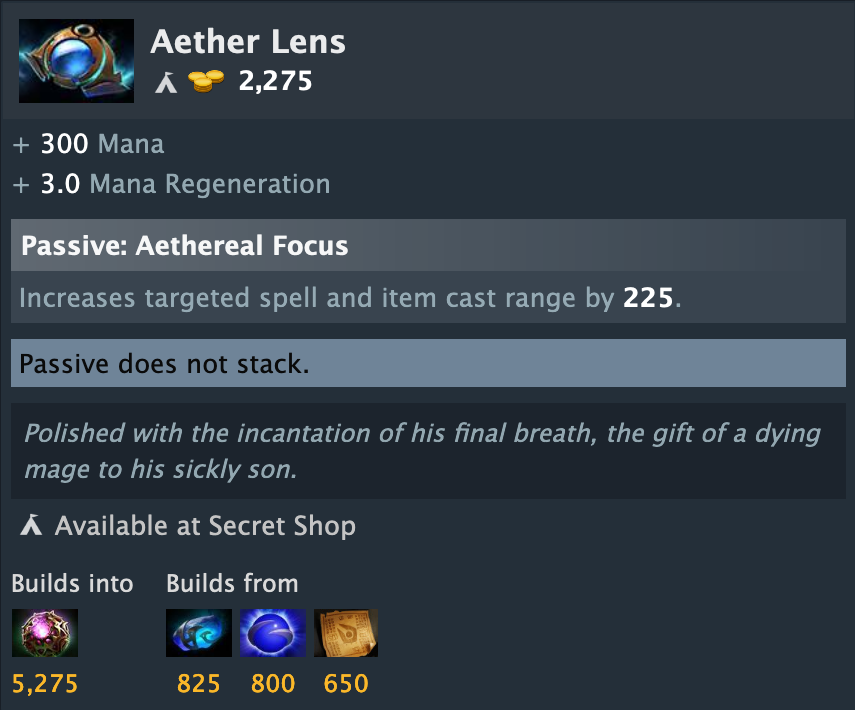 Aether Lens
2,275
+ 300 Mana
+ 3.0 Mana Regeneration
Passive: Aethereal Focus
Increases targeted spell and item cast range by 225.
Passive does not stack.
Polished with the incantation of his final breath, the gift of a dying
mage to his sickly son.
Available at Secret Shop
Builds into Builds from
5,275 825 800 650